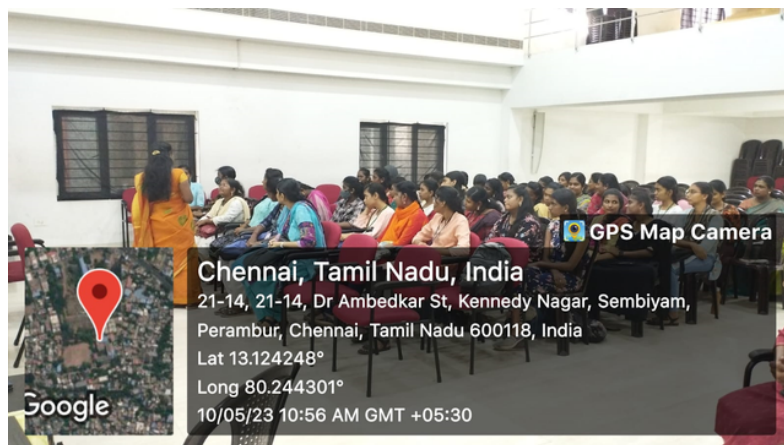 GPS Map Camera
Chennai, Tamil Nadu, India
21-14, 21-14, Dr Ambedkar St, Kennedy Nagar, Sembiyam,
Perambur, Chennai, Tamil Nadu 600118, India
Lat 13.124248°
Long 80.244301°
10/05/23 10:56 AM GMT +05:30
Google